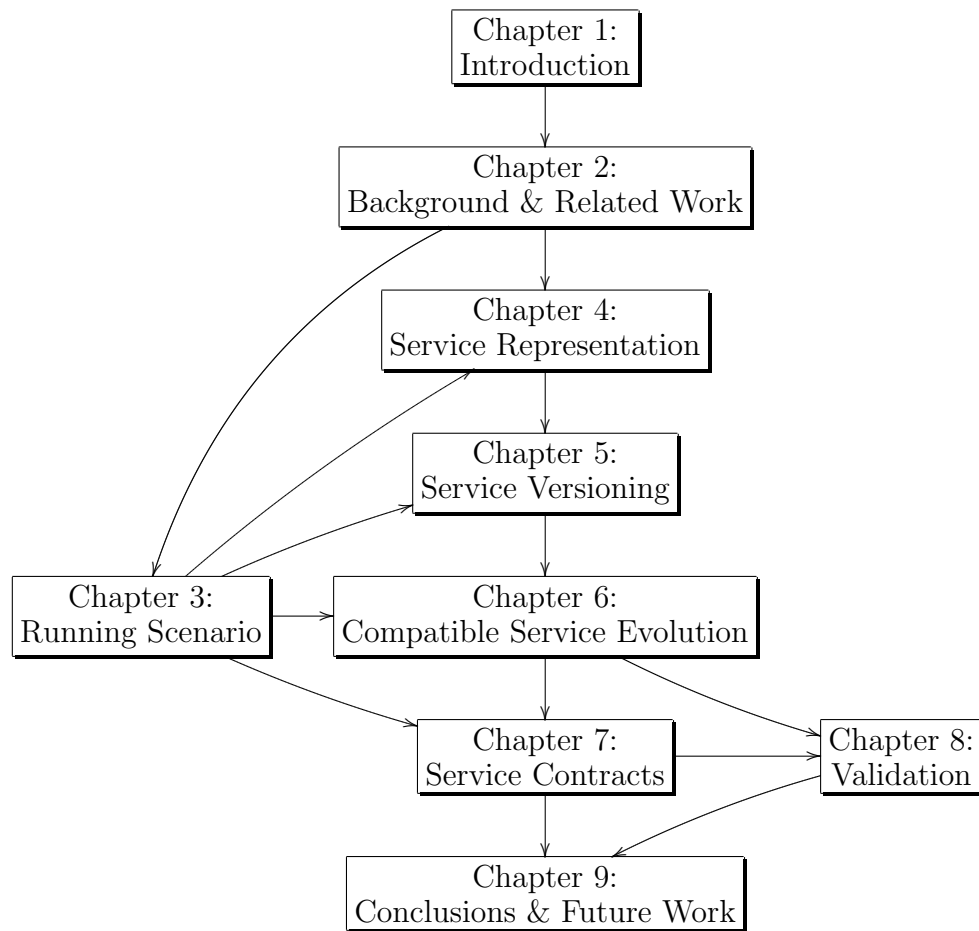 Chapter 1:
Introduction
Chapter 2:
Background & Related Work
Chapter 4:
Service Representation
Chapter 5:
Service Versioning
Chapter 3:
Running Scenario
Chapter 6:
Compatible Service Evolution
Chapter 7:
Service Contracts
Chapter 8:
Validation
Chapter 9:
Conclusions & Future Work